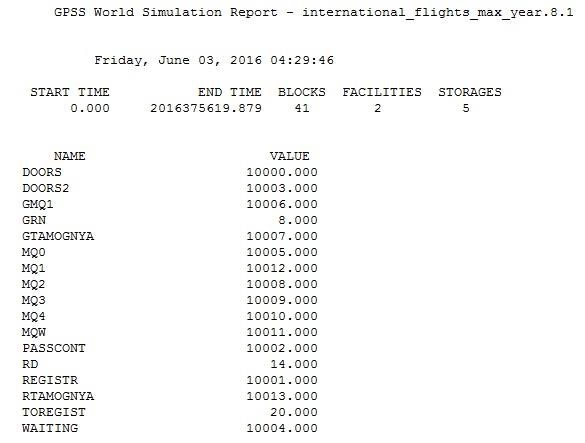 GPSS World Simulation Report - international_flights_max_year.8.1
Friday, June 03, 2016 04:29:46
START TIME END TIME BLOCKS FACILITIES STORAGES
0.000 2016375619.879 41 2 5
NAME VALUE
DOORS 10000.000
DOORS2 10003.000
GMQ1 10006.000
GRN 8.000
GTAMOGNYA 10007.000
MQ0 10005.000
MQ1 10012.000
MQ2 10008.000
MQ3 10009.000
MQ4 10010.000
MQW 10011.000
PASSCONT 10002.000
RD 14.000
REGISTR 10001.000
RTAMOGNYA 10013.000
TOREGIST 20.000
WAITING 10004.000